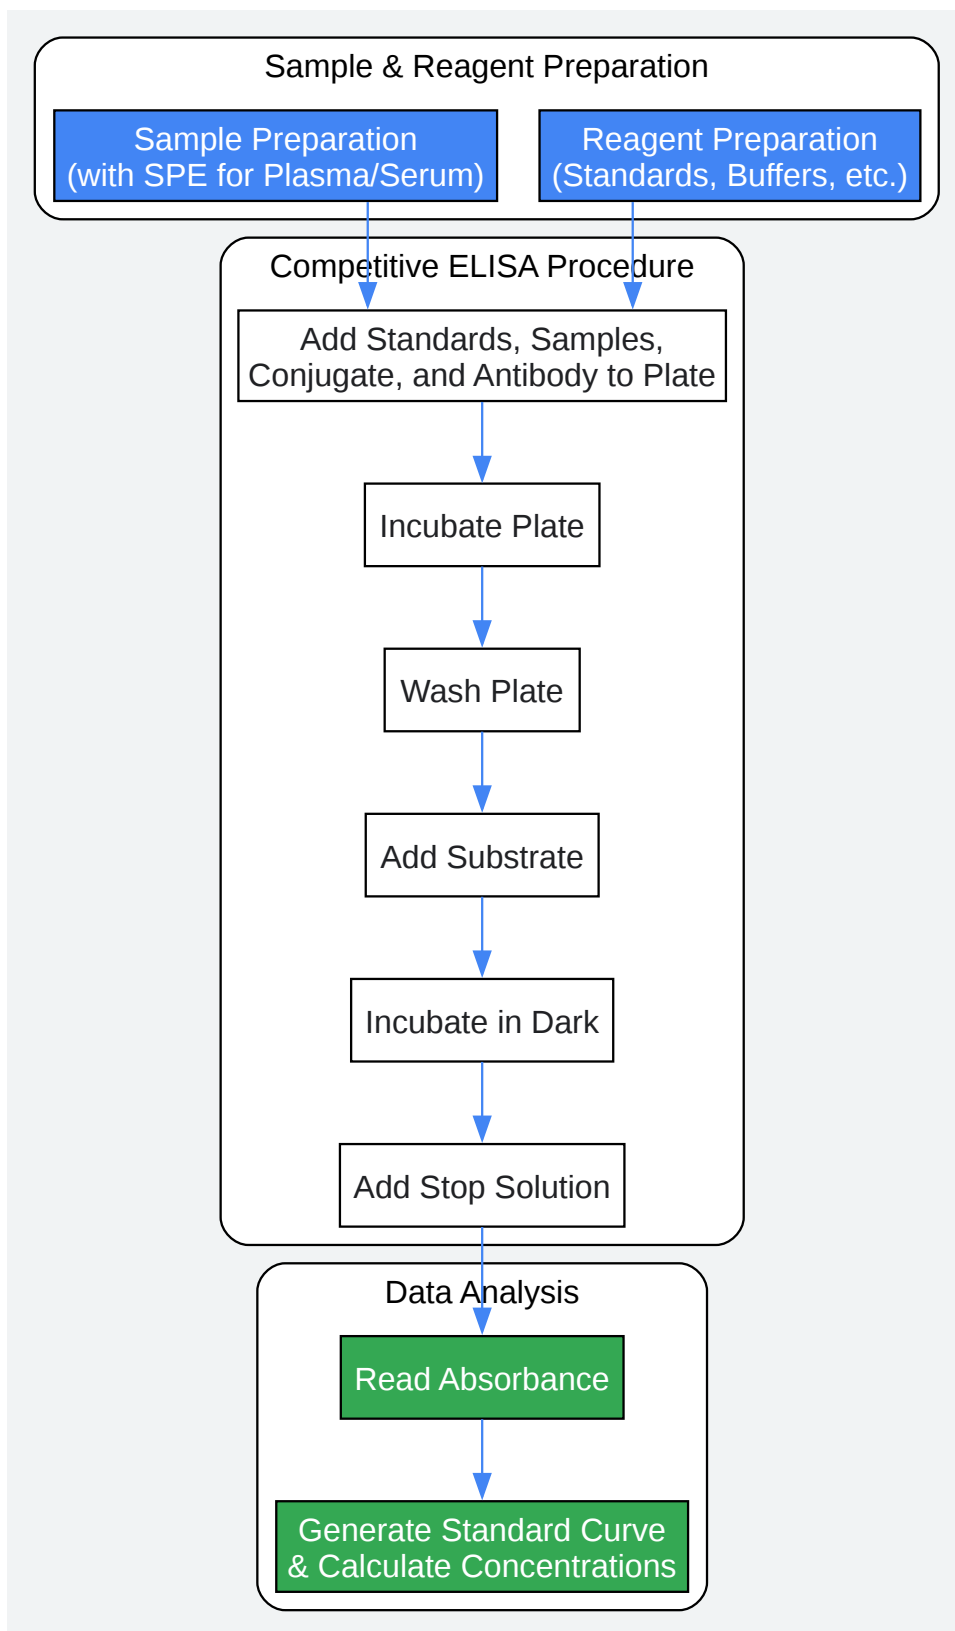 Sample & Reagent Preparation
Sample Preparation
(with SPE for Plasma/Serum)
Reagent Preparation
(Standards, Buffers, etc.)
Competitive ELISA Procedure
Add Standards, Samples,
Conjugate, and Antibody to Plate
Incubate Plate
Wash Plate
Add Substrate
Incubate in Dark
Add Stop Solution
Data Analysis
Read Absorbance
Generate Standard Curve
& Calculate Concentrations